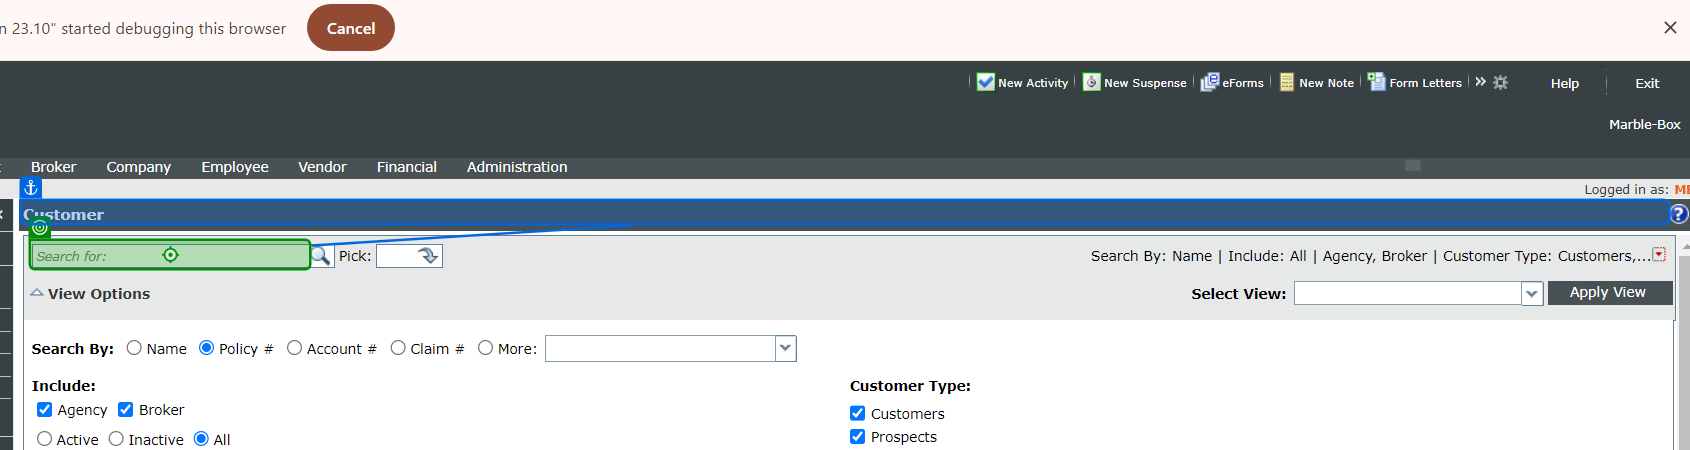 n 23.10" started debugging this browser Cancel
New Activity New Suspense eForms New Note Form Letters » Help Exit
Marble-Box
Broker Company Employee Vendor Financial Administration
Logged in as: ME
Customer ?
Search for: Pick: Search By: Name | Include: All | Agency, Broker | Customer Type: Customers,...
View Options Select View: Apply View
Search By: Name Policy # Account # Claim # More:
Include: Customer Type:
Agency Broker Customers
Active Inactive All Prospects